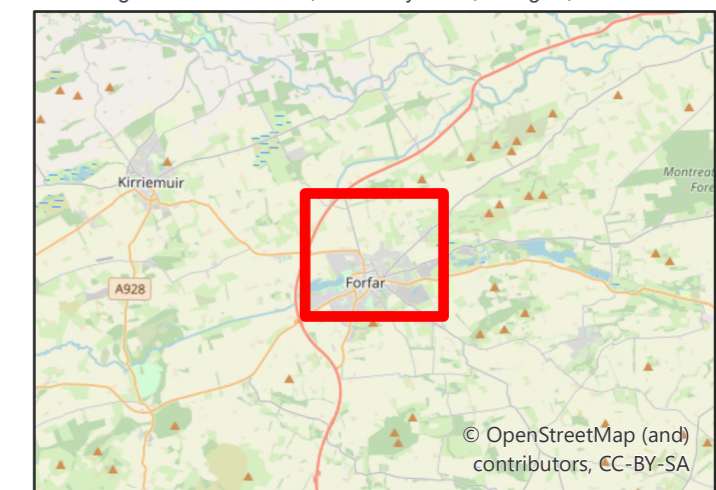 Kirriemuir
Montreat
Fore
Forfar
A928
© OpenStreetMap (and)
contributors, CC-BY-SA